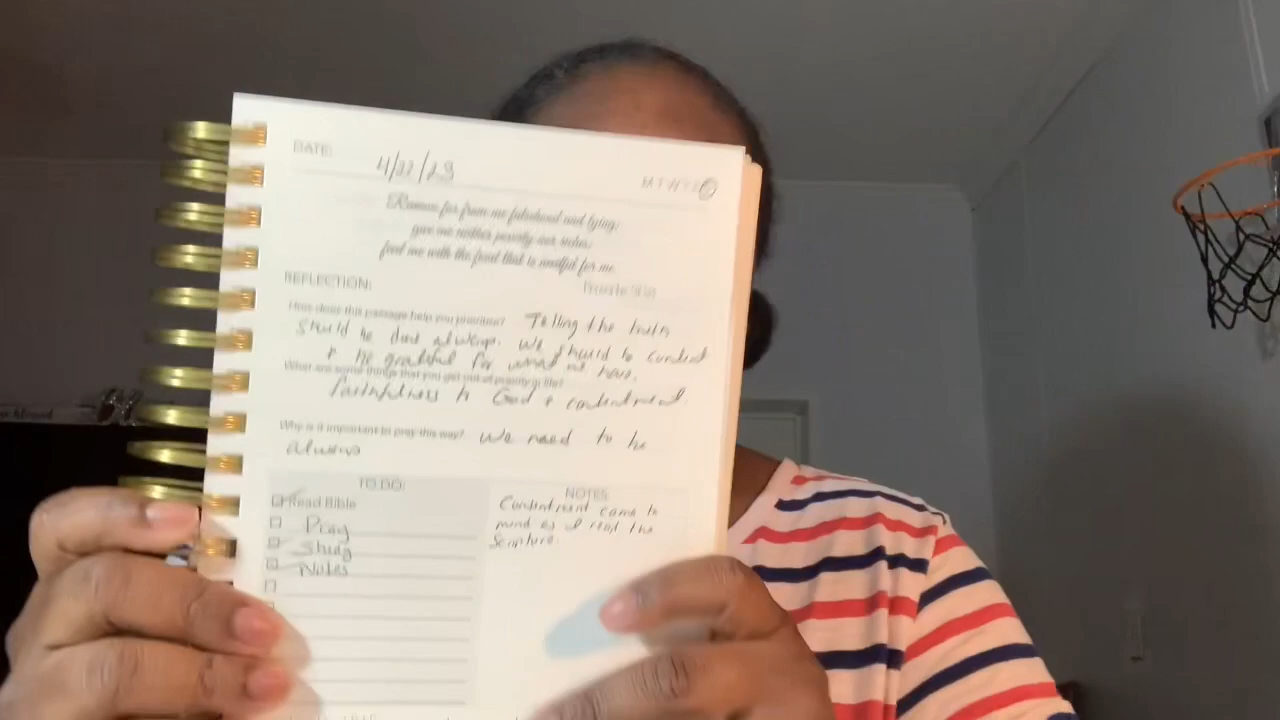 DATE: 4/22/23
M T W T F S
Remove far from me falsehood and lying;
give me neither poverty nor riches;
feed me with the food that is needful for me.
Proverbs 30:8
REFLECTION:
How does this passage help you prioritize? Telling the truth
should be done always. We should be content
+ be grateful for what we have.
What are some things that you get out of priority in life?
faithfulness to God + contentment.
Why is it important to pray this way? We need to be
always
TO DO:
Read Bible
Pray
Study
Notes
NOTES:
Contentment came to
mind as I read the
Scripture.